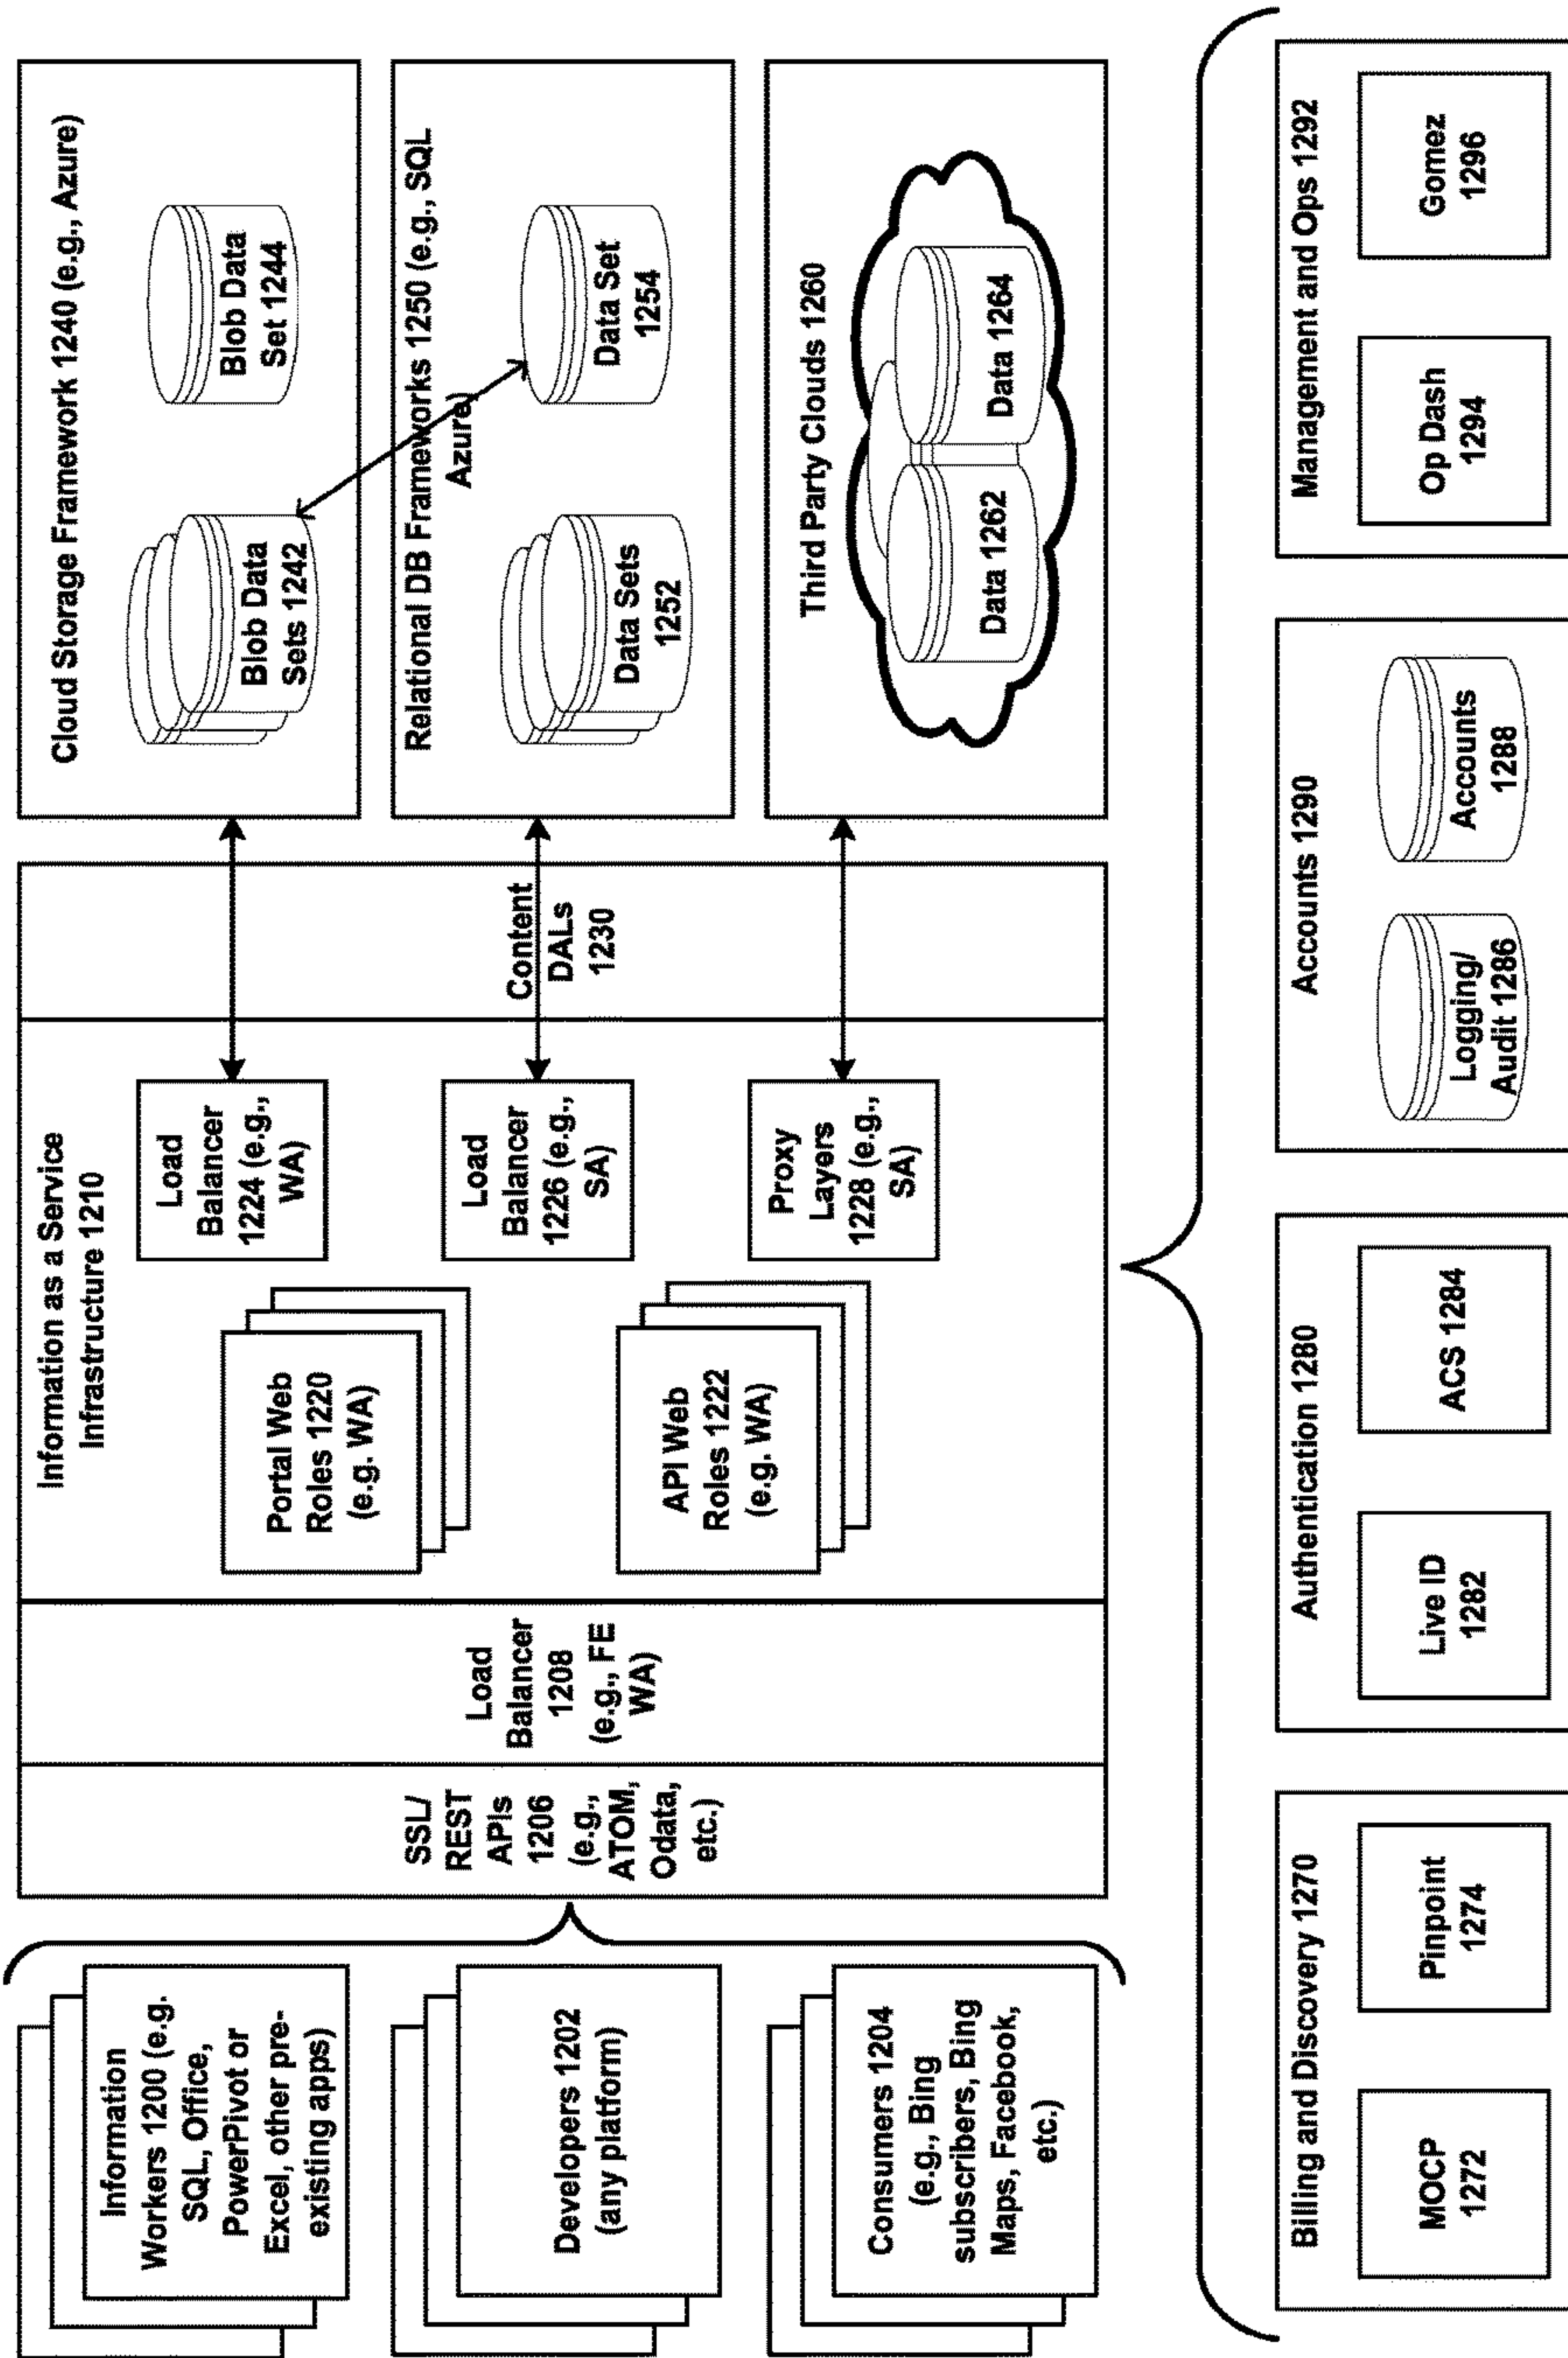 Information
Workers 1200 (e.g.
SQL, Office,
PowerPivot or
Excel, other pre-
existing apps)
Developers 1202
(any platform)
Consumers 1204
(e.g., Bing
subscribers, Bing
Maps, Facebook,
etc.)
SSL/
REST
APIs
1206
(e.g.,
ATOM,
Odata,
etc.)
Load
Balancer
1208
(e.g., FE
WA)
Information as a Service
Infrastructure 1210
Portal Web
Roles 1220
(e.g. WA)
API Web
Roles 1222
(e.g. WA)
Load
Balancer
1224 (e.g.,
WA)
Load
Balancer
1226 (e.g.,
SA)
Proxy
Layers
1228 (e.g.,
SA)
Content
DALs
1230
Cloud Storage Framework 1240 (e.g., Azure)
Blob Data
Sets 1242
Blob Data
Set 1244
Relational DB Frameworks 1250 (e.g., SQL
Azure)
Data Sets
1252
Data Set
1254
Third Party Clouds 1260
Data 1262
Data 1264
Billing and Discovery 1270
MOCP
1272
Pinpoint
1274
Authentication 1280
Live ID
1282
ACS 1284
Accounts 1290
Logging/
Audit 1286
Accounts
1288
Management and Ops 1292
Op Dash
1294
Gomez
1296